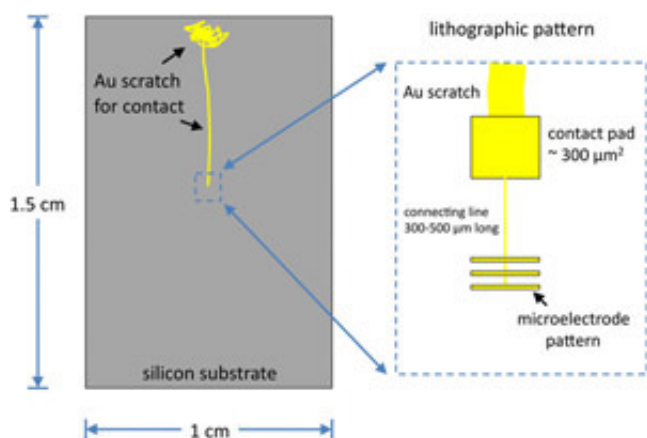 lithographic pattern
Au scratch
for contact
Au scratch
contact pad
~ 300 µm²
1.5 cm
connecting line
300-500 µm long
microelectrode
pattern
silicon substrate
1 cm